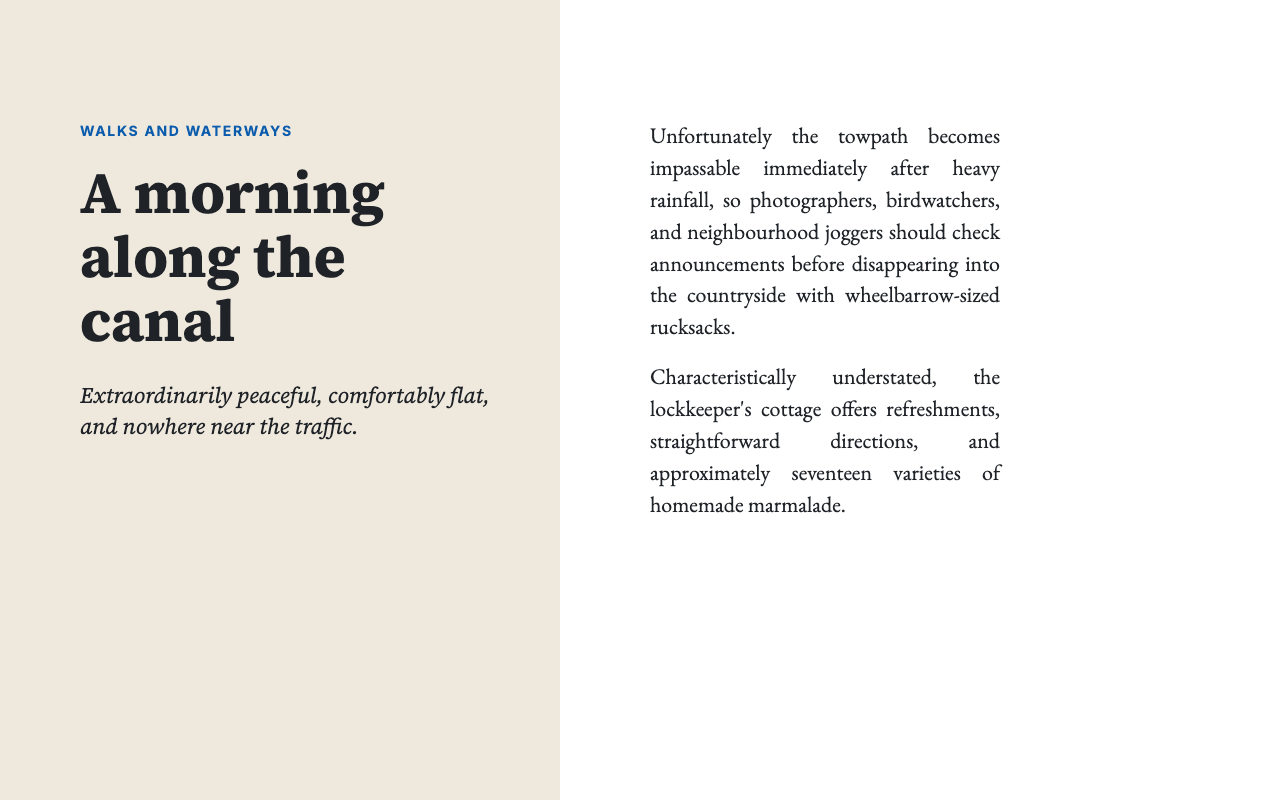 WALKS AND WATERWAYS
A morning
along the
canal
Extraordinarily peaceful, comfortably flat,
and nowhere near the traffic.
Unfortunately the towpath becomes
impassable immediately after heavy
rainfall, so photographers, birdwatchers,
and neighbourhood joggers should check
announcements before disappearing into
the countryside with wheelbarrow-sized
rucksacks.
Characteristically understated, the
lockkeeper's cottage offers refreshments,
straightforward directions, and
approximately seventeen varieties of
homemade marmalade.